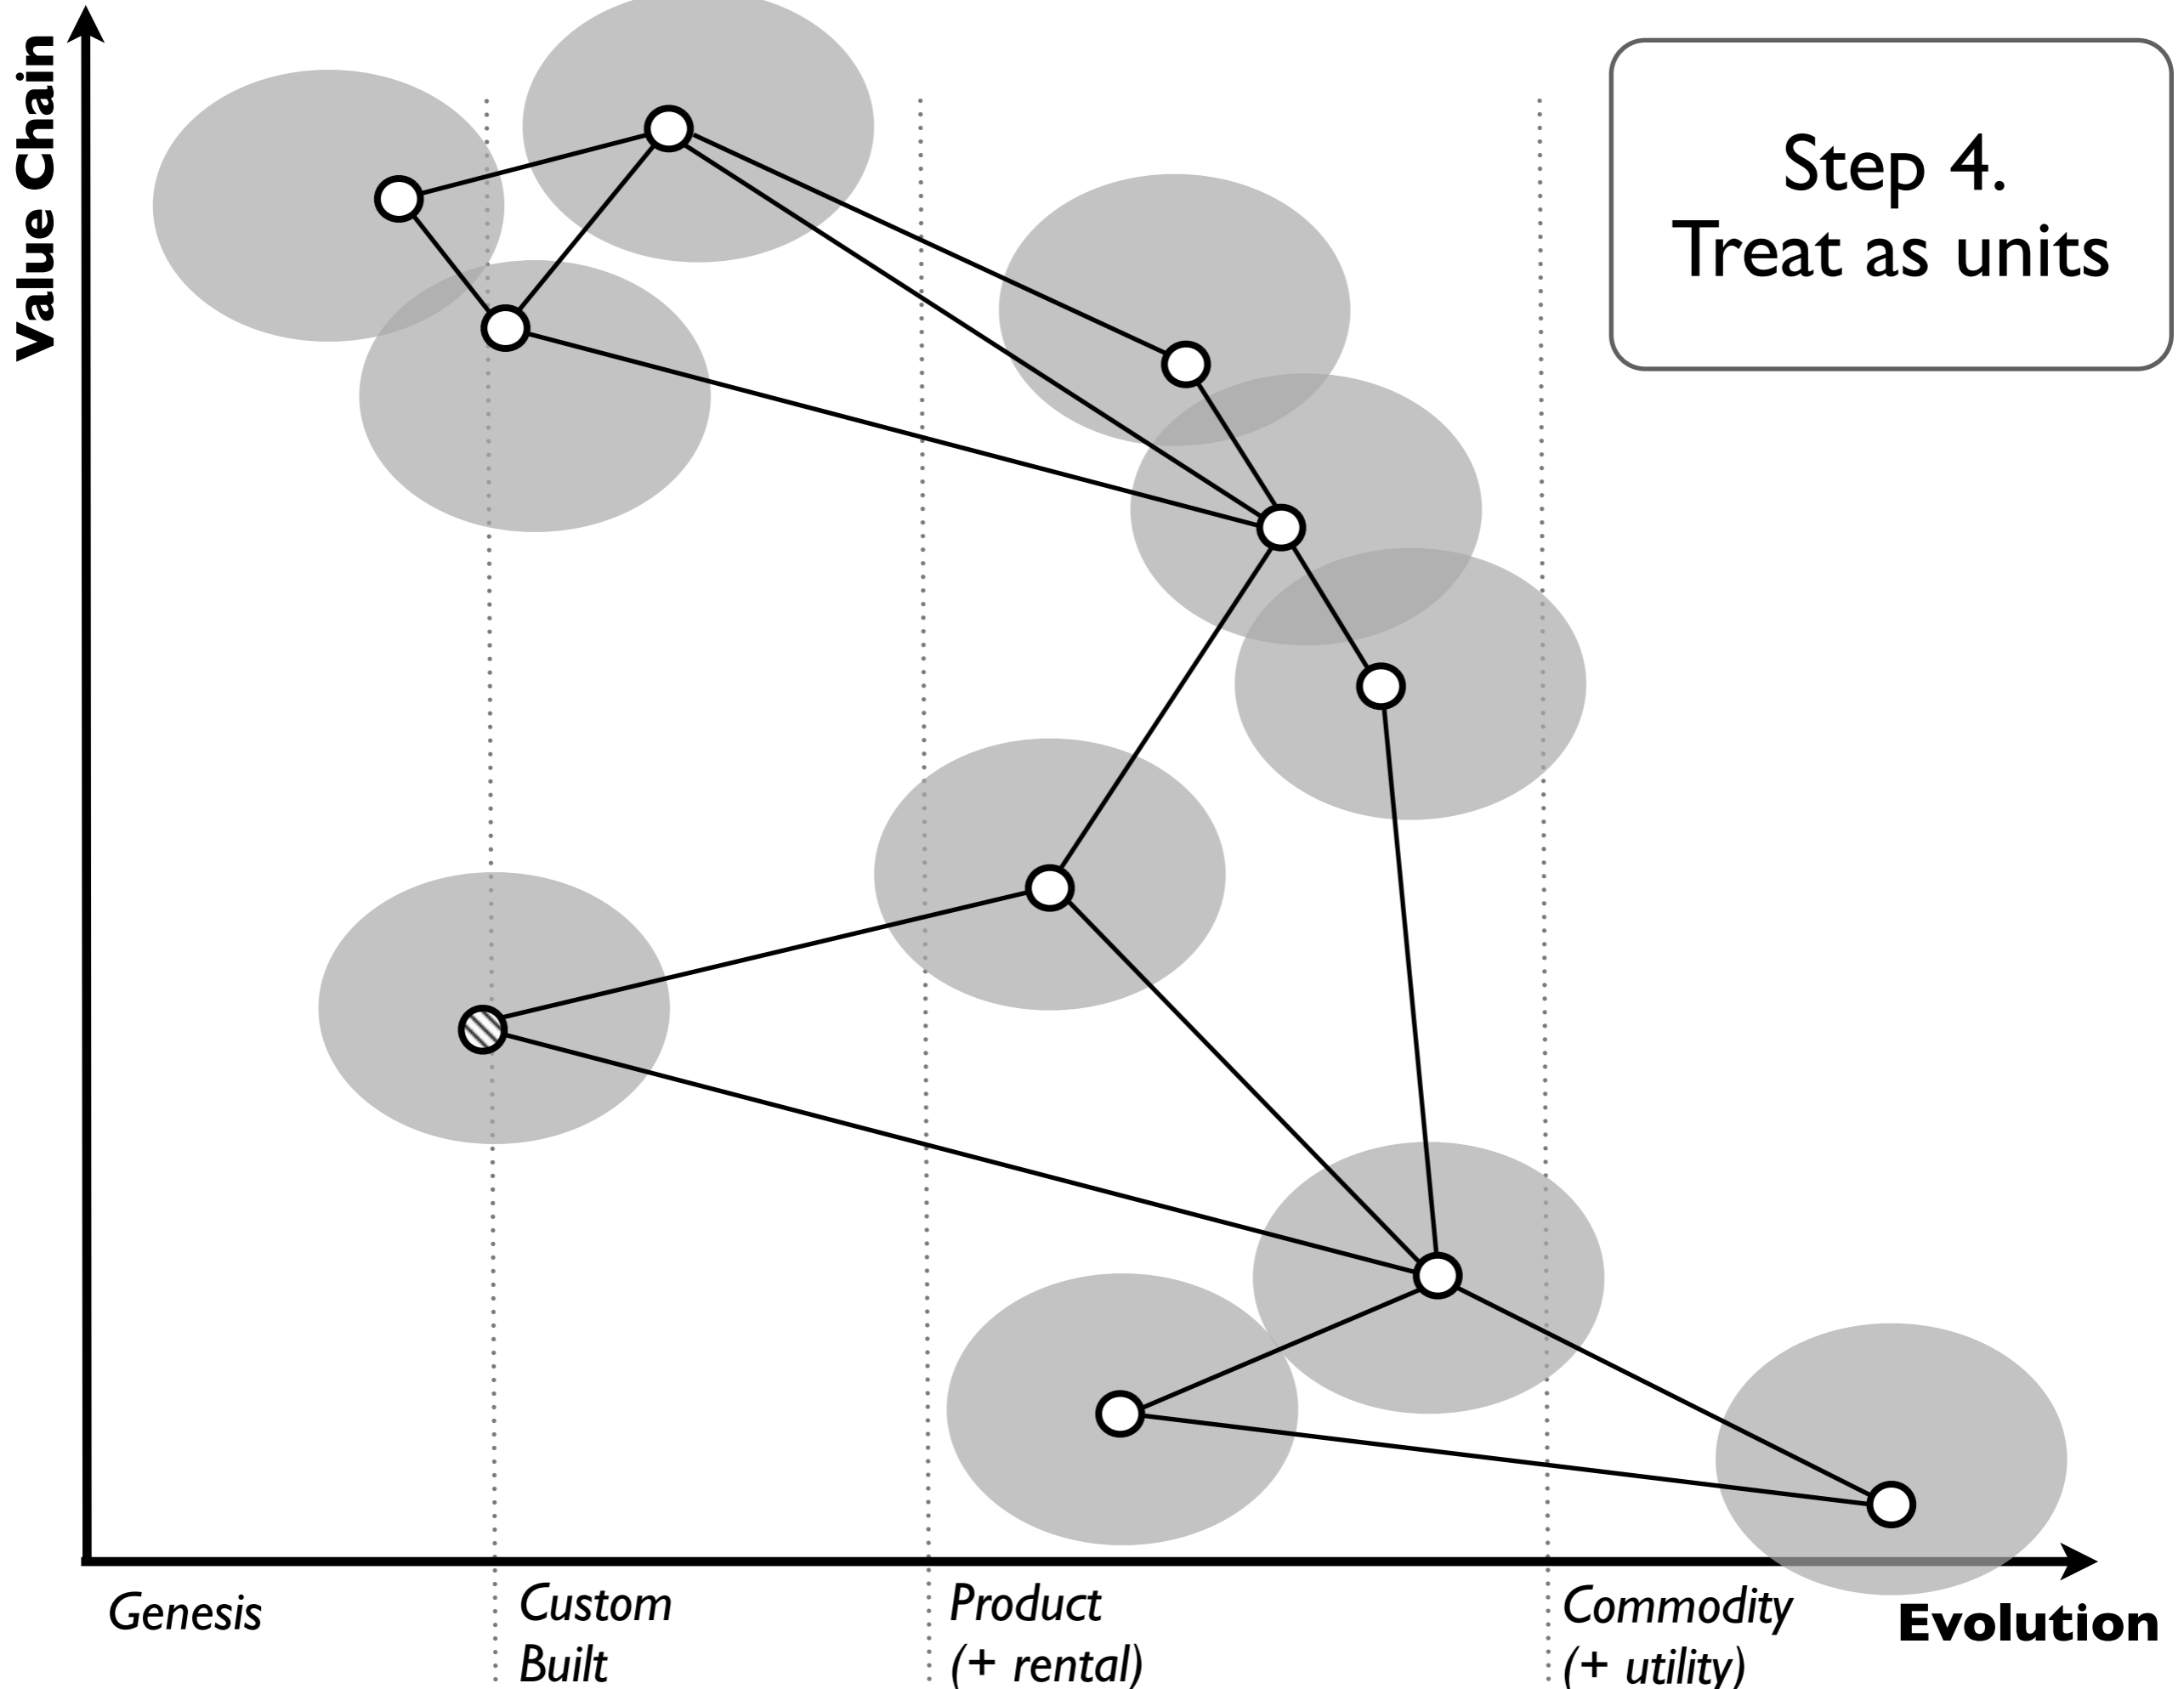 Value Chain
Step 4.
Treat as units
Genesis
Custom
Built
Product
(+ rental)
Commodity
(+ utility)
Evolution